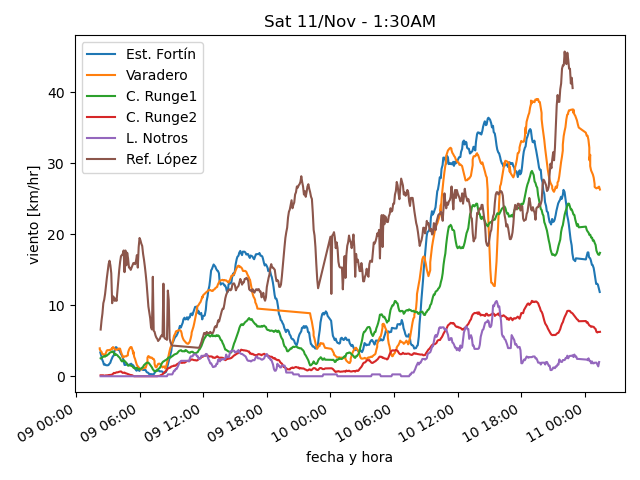 Sat 11/Nov - 1:30AM
Est. Fortín
Varadero
C. Runge1
C. Runge2
L. Notros
Ref. López
viento [km/hr]
40
30
20
10
0
09 00:00
09 06:00
09 12:00
09 18:00
10 00:00
10 06:00
10 12:00
10 18:00
11 00:00
fecha y hora